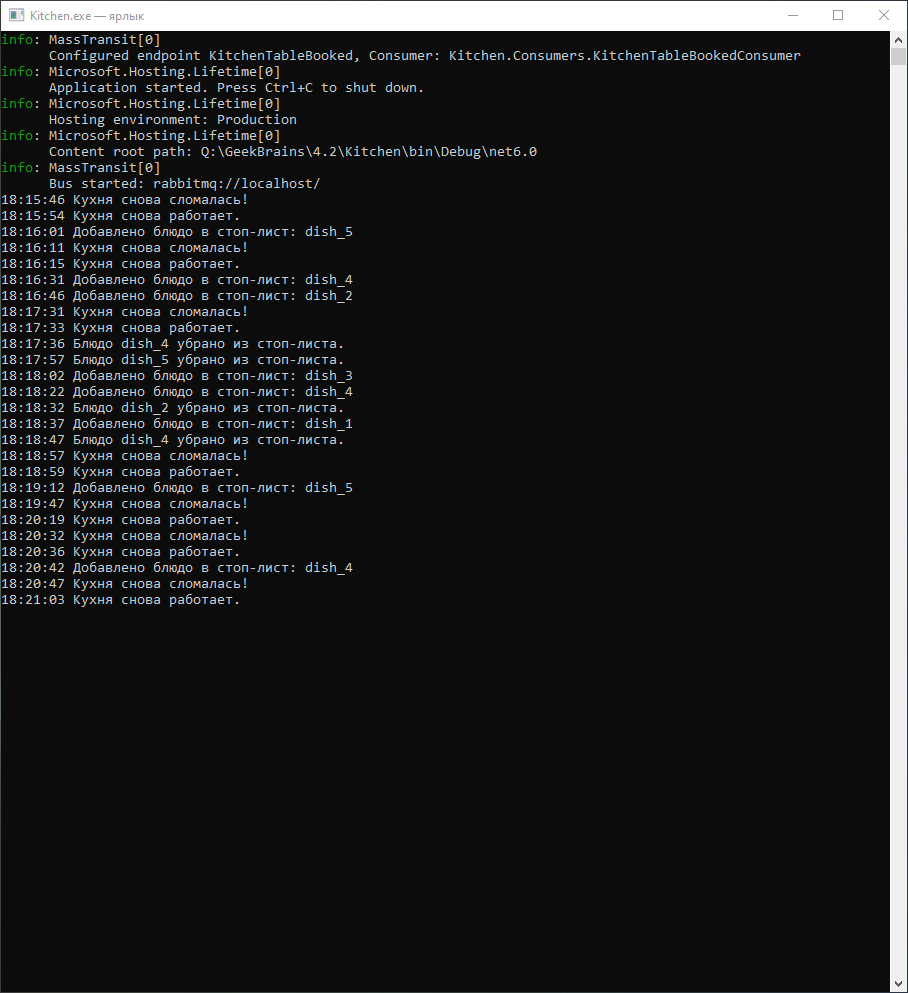 Kitchen.exe — ярлык
info: MassTransit[0]
Configured endpoint KitchenTableBooked, Consumer: Kitchen.Consumers.KitchenTableBookedConsumer
info: Microsoft.Hosting.Lifetime[0]
Application started. Press Ctrl+C to shut down.
info: Microsoft.Hosting.Lifetime[0]
Hosting environment: Production
info: Microsoft.Hosting.Lifetime[0]
Content root path: Q:\GeekBrains\4.2\Kitchen\bin\Debug\net6.0
info: MassTransit[0]
Bus started: rabbitmq://localhost/
18:15:46 Кухня снова сломалась!
18:15:54 Кухня снова работает.
18:16:01 Добавлено блюдо в стоп-лист: dish_5
18:16:11 Кухня снова сломалась!
18:16:15 Кухня снова работает.
18:16:31 Добавлено блюдо в стоп-лист: dish_4
18:16:46 Добавлено блюдо в стоп-лист: dish_2
18:17:31 Кухня снова сломалась!
18:17:33 Кухня снова работает.
18:17:36 Блюдо dish_4 убрано из стоп-листа.
18:17:57 Блюдо dish_5 убрано из стоп-листа.
18:18:02 Добавлено блюдо в стоп-лист: dish_3
18:18:22 Добавлено блюдо в стоп-лист: dish_4
18:18:32 Блюдо dish_2 убрано из стоп-листа.
18:18:37 Добавлено блюдо в стоп-лист: dish_1
18:18:47 Блюдо dish_4 убрано из стоп-листа.
18:18:57 Кухня снова сломалась!
18:18:59 Кухня снова работает.
18:19:12 Добавлено блюдо в стоп-лист: dish_5
18:19:47 Кухня снова сломалась!
18:20:19 Кухня снова работает.
18:20:32 Кухня снова сломалась!
18:20:36 Кухня снова работает.
18:20:42 Добавлено блюдо в стоп-лист: dish_4
18:20:47 Кухня снова сломалась!
18:21:03 Кухня снова работает.